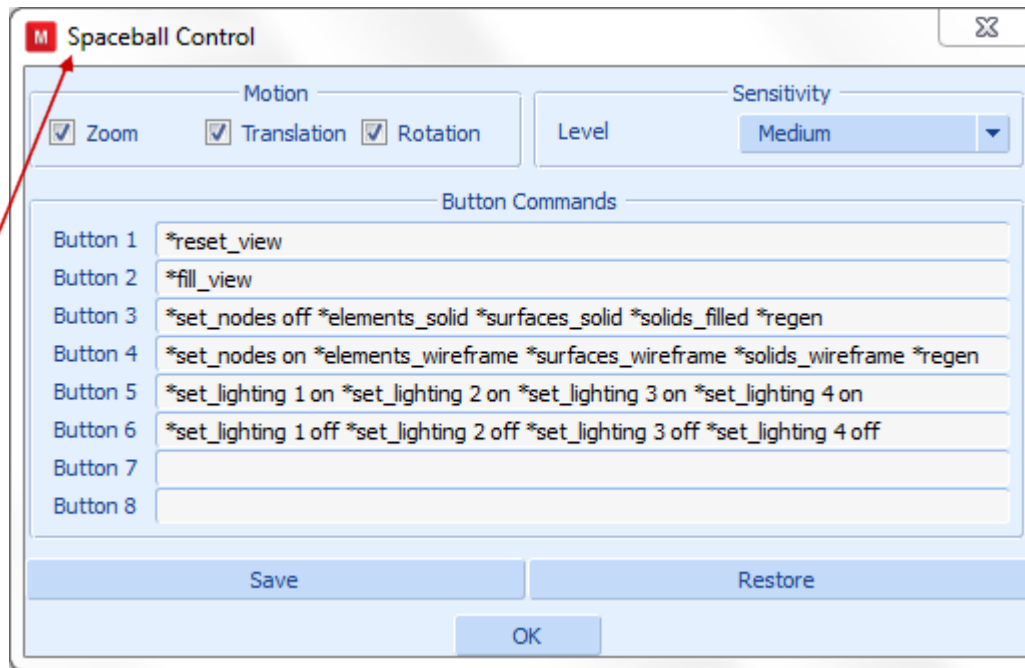 M Spaceball Control
Motion
Sensitivity
Zoom Translation Rotation
Level Medium
Button Commands
Button 1 *reset_view
Button 2 *fill_view
Button 3 *set_nodes off *elements_solid *surfaces_solid *solids_filled *regen
Button 4 *set_nodes on *elements_wireframe *surfaces_wireframe *solids_wireframe *regen
Button 5 *set_lighting 1 on *set_lighting 2 on *set_lighting 3 on *set_lighting 4 on
Button 6 *set_lighting 1 off *set_lighting 2 off *set_lighting 3 off *set_lighting 4 off
Button 7
Button 8
Save Restore
OK